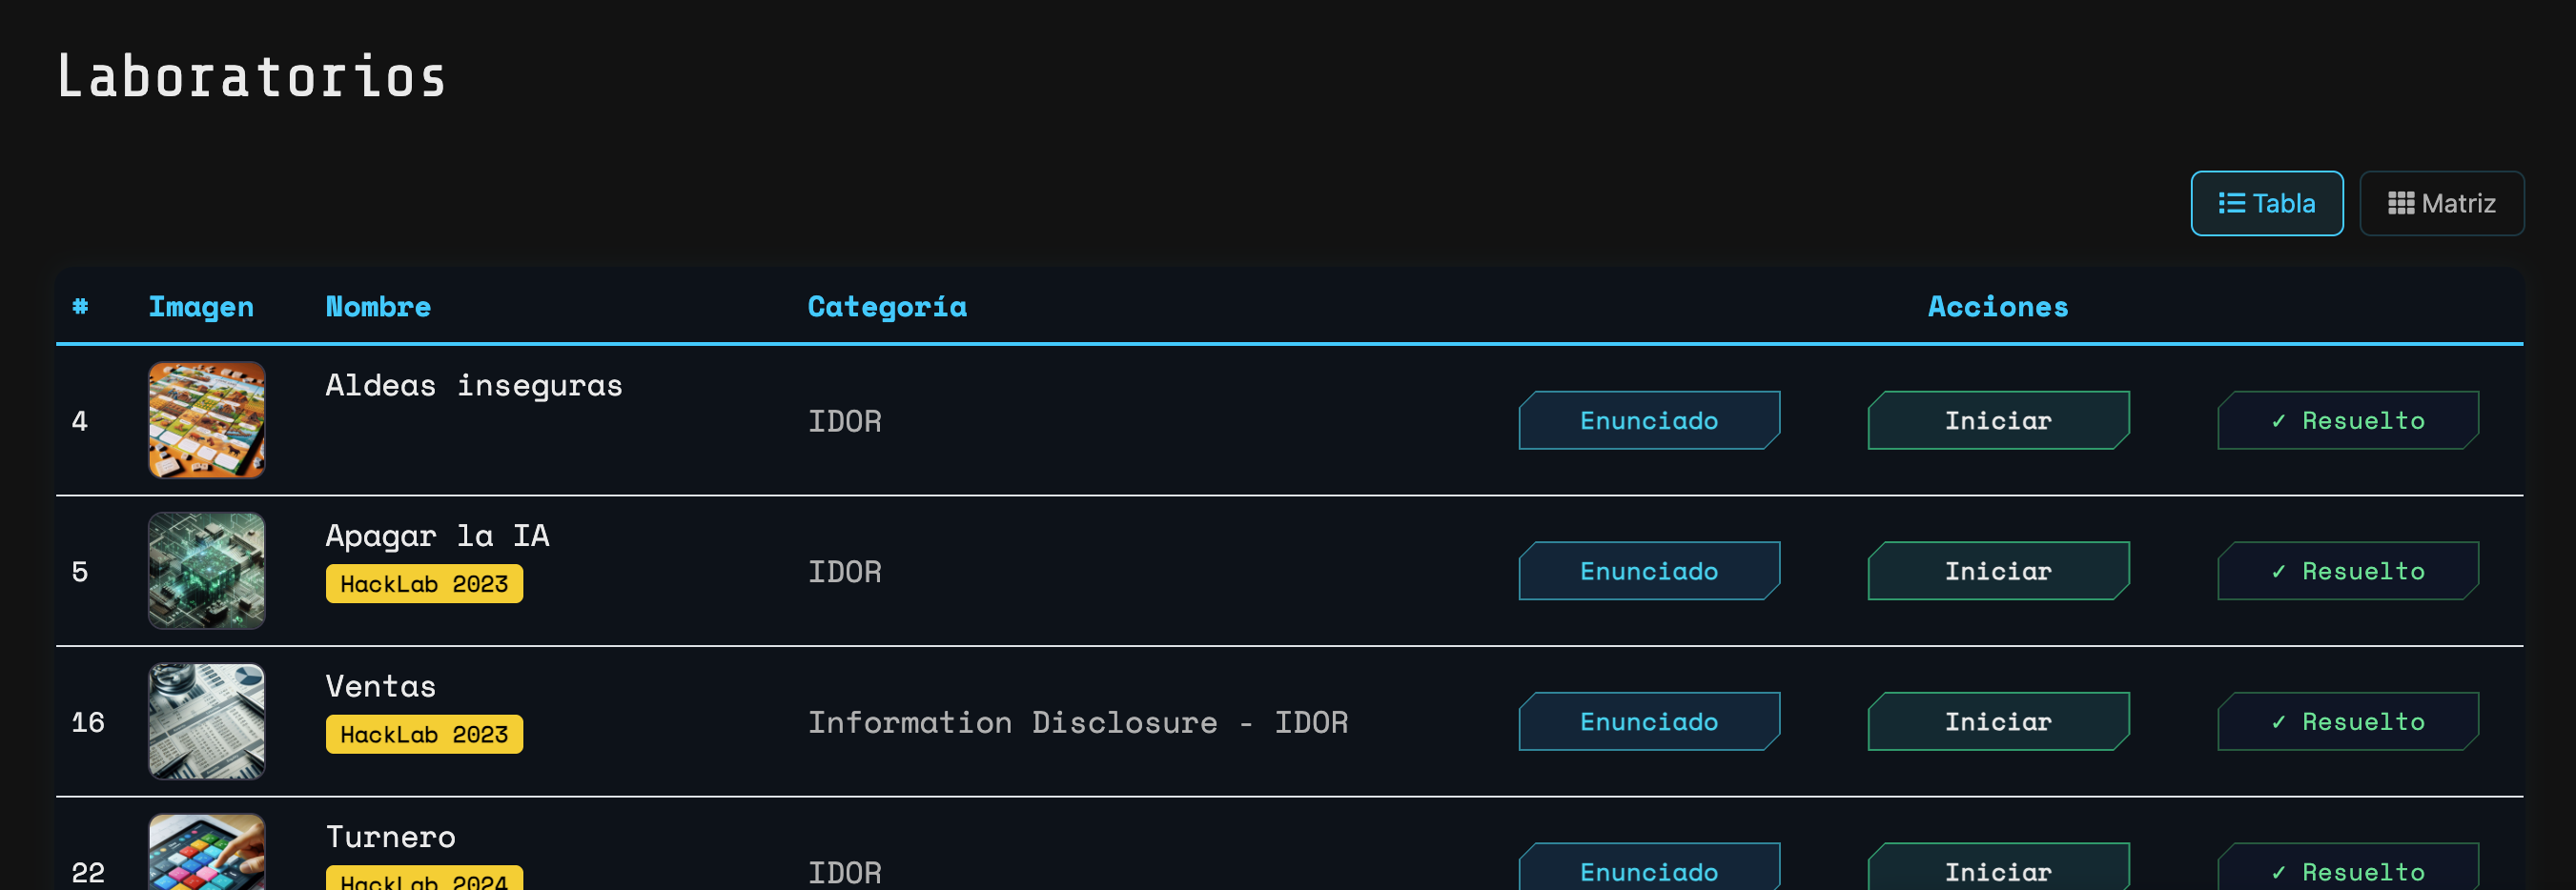 Laboratorios
Tabla Matriz
# Imagen Nombre Categoría Acciones
4 Aldeas inseguras IDOR Enunciado Iniciar ✓ Resuelto
5 Apagar la IA IDOR Enunciado Iniciar ✓ Resuelto
HackLab 2023
16 Ventas Information Disclosure - IDOR Enunciado Iniciar ✓ Resuelto
HackLab 2023
22 Turnero IDOR Enunciado Iniciar ✓ Resuelto
HackLab 2024